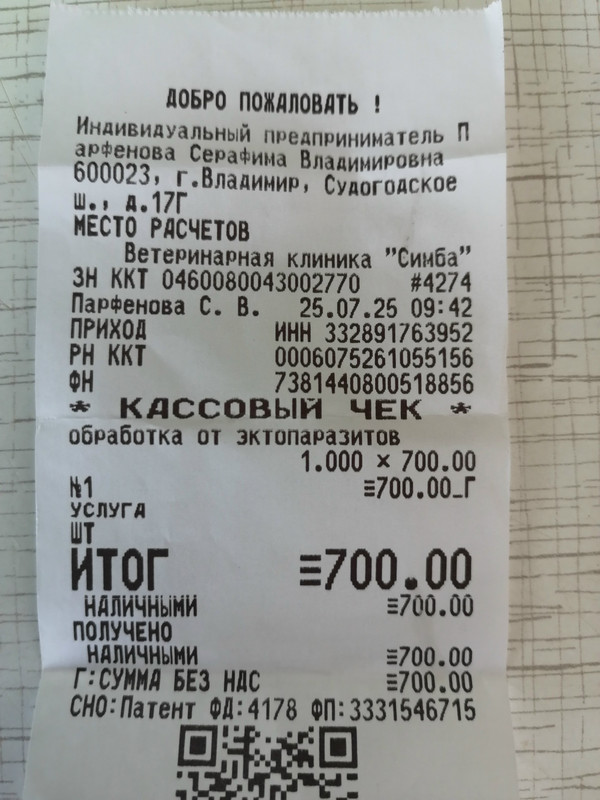 ДОБРО ПОЖАЛОВАТЬ !
Индивидуальный предприниматель П
арфенова Серафима Владимировна
600023, г.Владимир, Судогодское
ш., д.17Г
МЕСТО РАСЧЕТОВ
Ветеринарная клиника "Симба"
ЗН ККТ 0460080043002770 #4274
Парфенова С. В. 25.07.25 09:42
ПРИХОД ИНН 332891763952
РН ККТ 0006075261055156
ФН 7381440800518856
* КАССОВЫЙ ЧЕК *
обработка от эктопаразитов
1.000 × 700.00
№1 ≡700.00_Г
УСЛУГА
ШТ
ИТОГ ≡700.00
НАЛИЧНЫМИ ≡700.00
ПОЛУЧЕНО
НАЛИЧНЫМИ ≡700.00
Г:СУММА БЕЗ НДС ≡700.00
СНО:Патент ФД:4178 ФП:3331546715